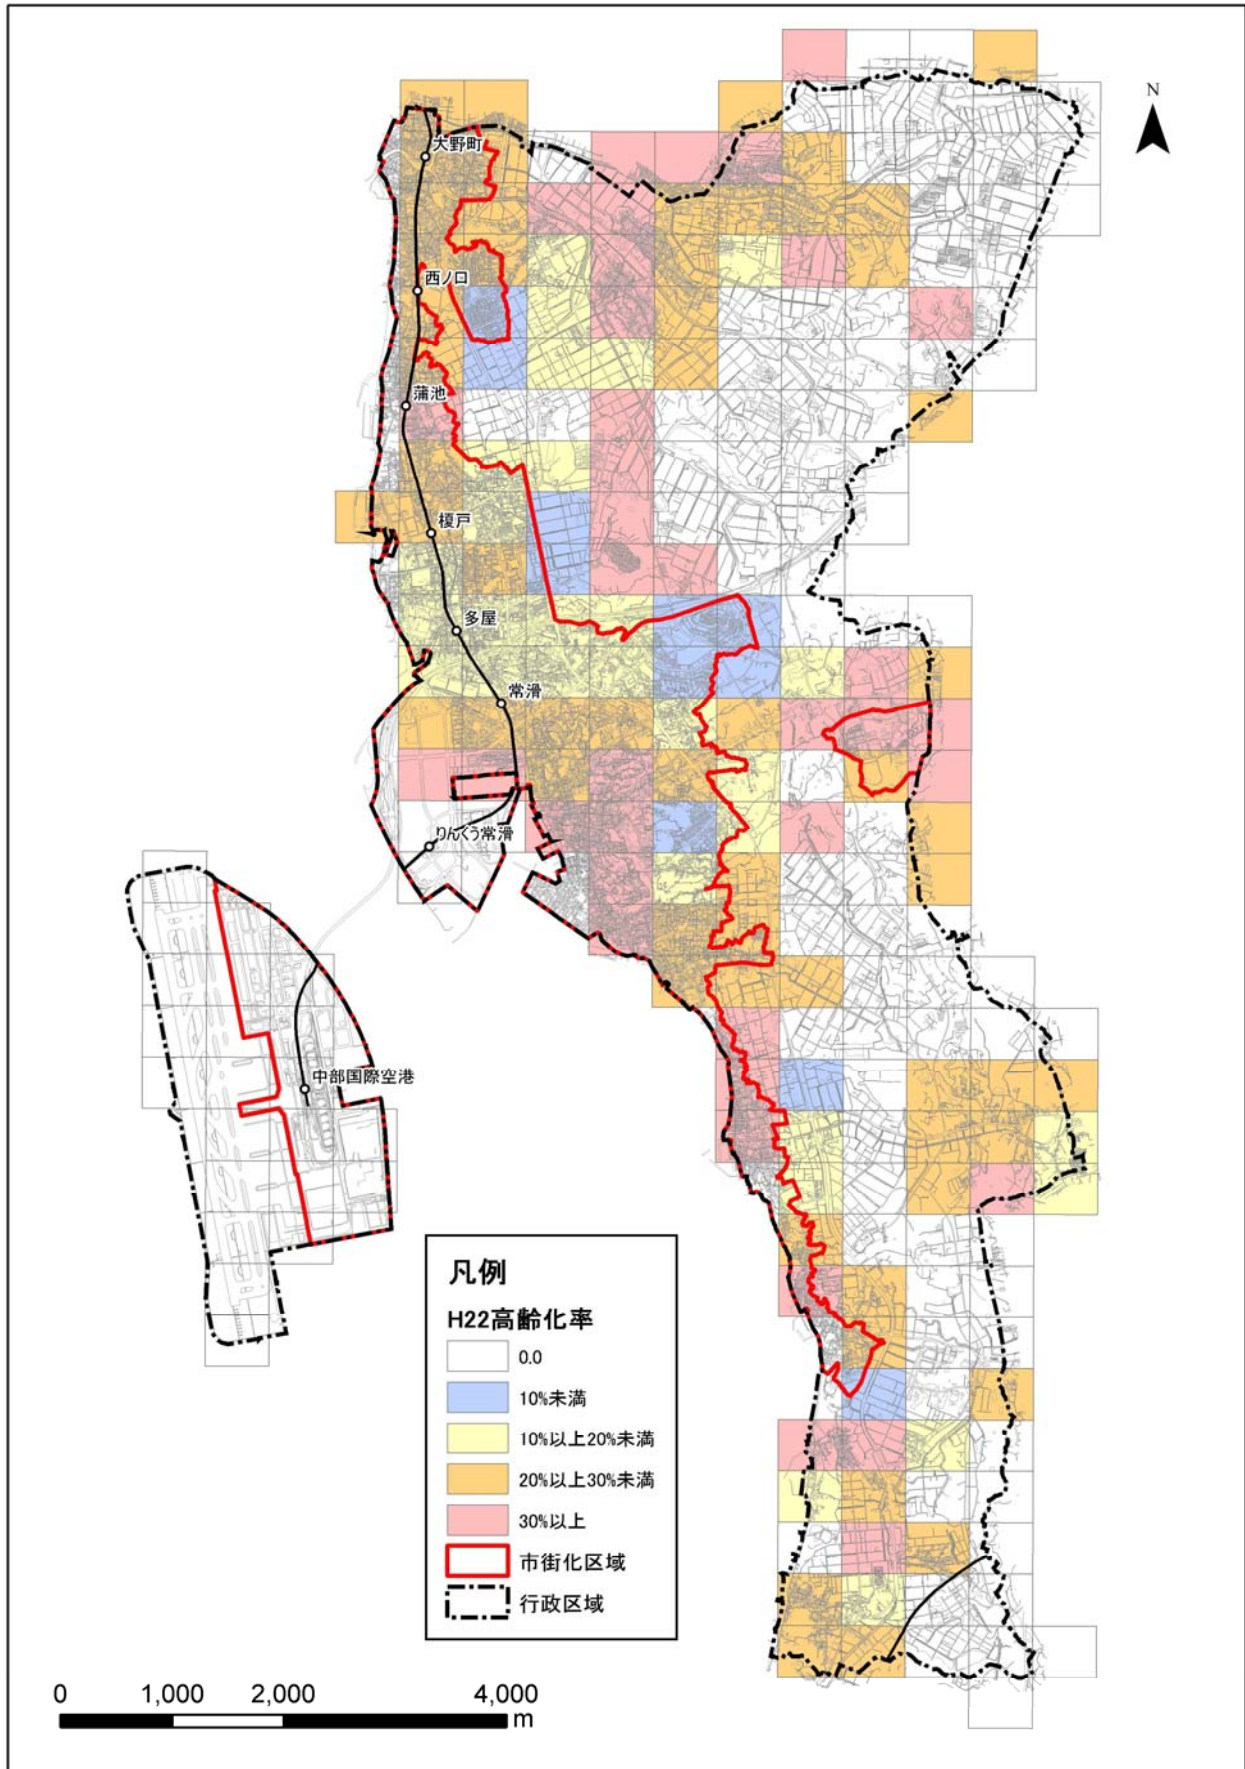 N
大野町
西ノ口
蒲池
榎戸
多屋
常滑
りんくう常滑
中部国際空港
凡例
H22高齢化率
0.0
10%未満
10%以上20%未満
20%以上30%未満
30%以上
市街化区域
行政区域
0 1,000 2,000 4,000
m